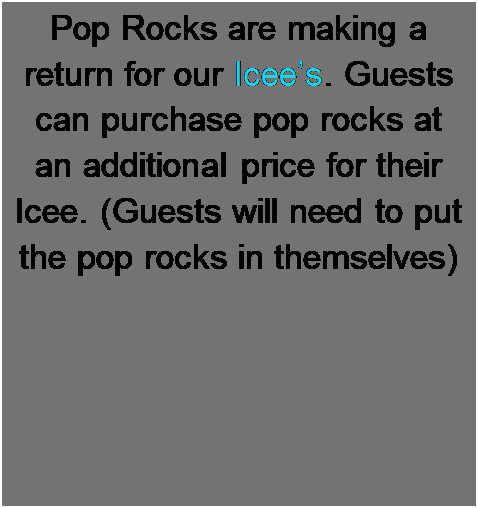 Pop Rocks are making a
return for our Icee’s. Guests
can purchase pop rocks at
an additional price for their
Icee. (Guests will need to put
the pop rocks in themselves)